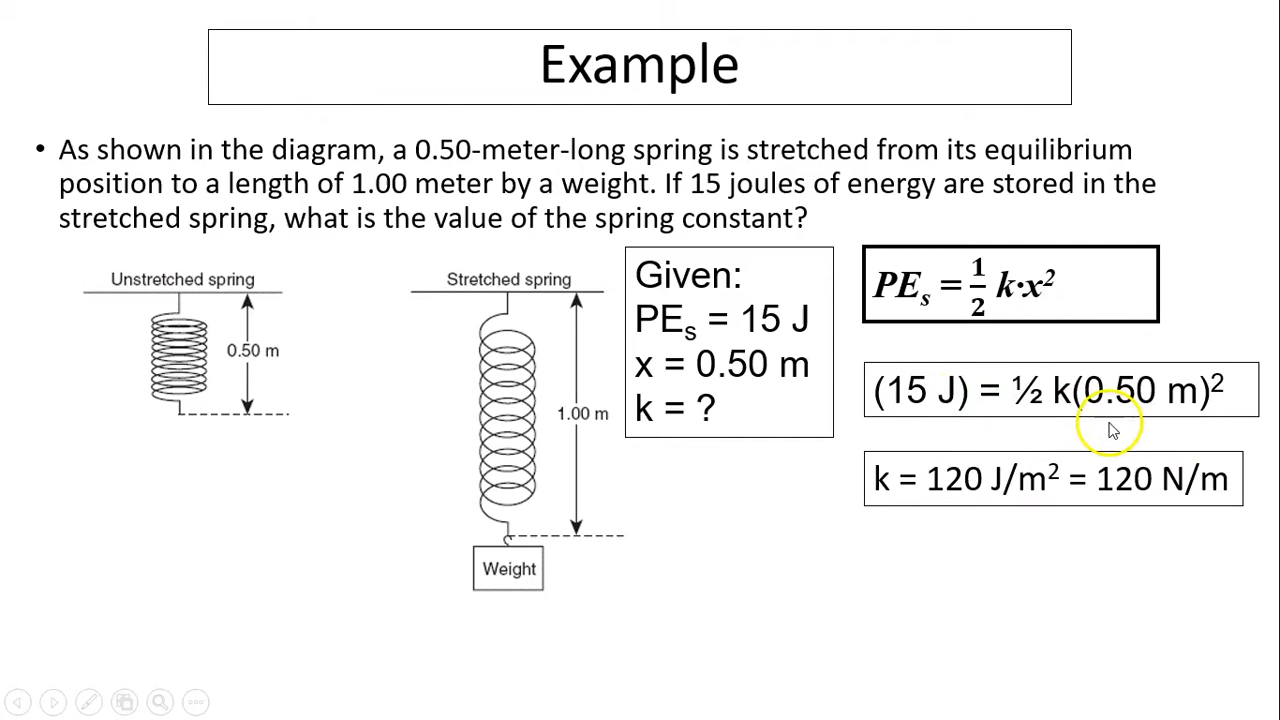 Example
• As shown in the diagram, a 0.50-meter-long spring is stretched from its equilibrium
position to a length of 1.00 meter by a weight. If 15 joules of energy are stored in the
stretched spring, what is the value of the spring constant?
Unstretched spring
0.50 m
Stretched spring
1.00 m
Weight
Given:
PEₛ = 15 J
x = 0.50 m
k = ?
PEₛ = 1/2 k·x²
(15 J) = ½ k(0.50 m)²
k = 120 J/m² = 120 N/m